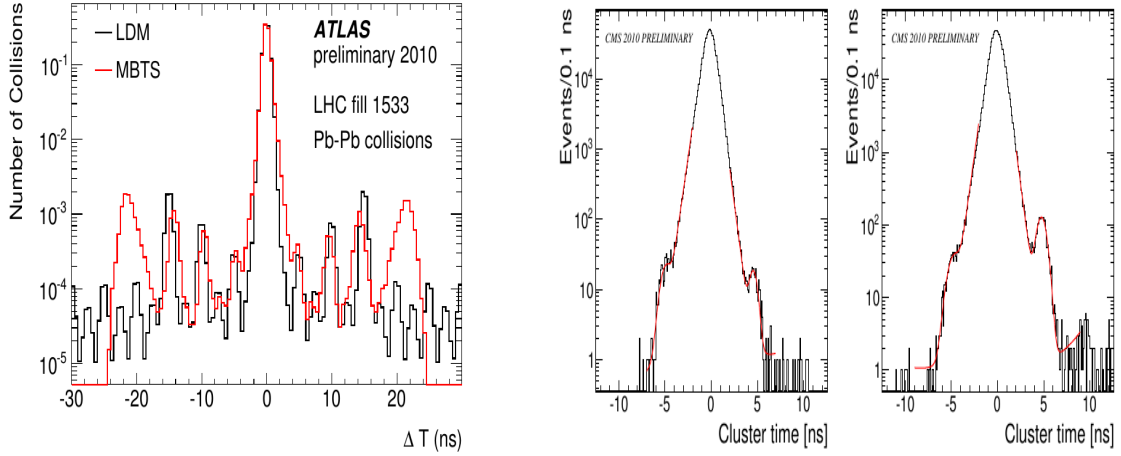 Number of Collisions
10⁻¹
10⁻²
10⁻³
10⁻⁴
10⁻⁵
LDM
MBTS
ATLAS
preliminary 2010
LHC fill 1533
Pb-Pb collisions
-30 -20 -10 0 10 20
Δ T (ns)
Events/0.1 ns
CMS 2010 PRELIMINARY
10⁴
10³
10²
10
1
-10 -5 0 5 10
Cluster time [ns]
Events/0.1 ns
CMS 2010 PRELIMINARY
10⁴
10³
10²
10
1
-10 -5 0 5 10
Cluster time [ns]